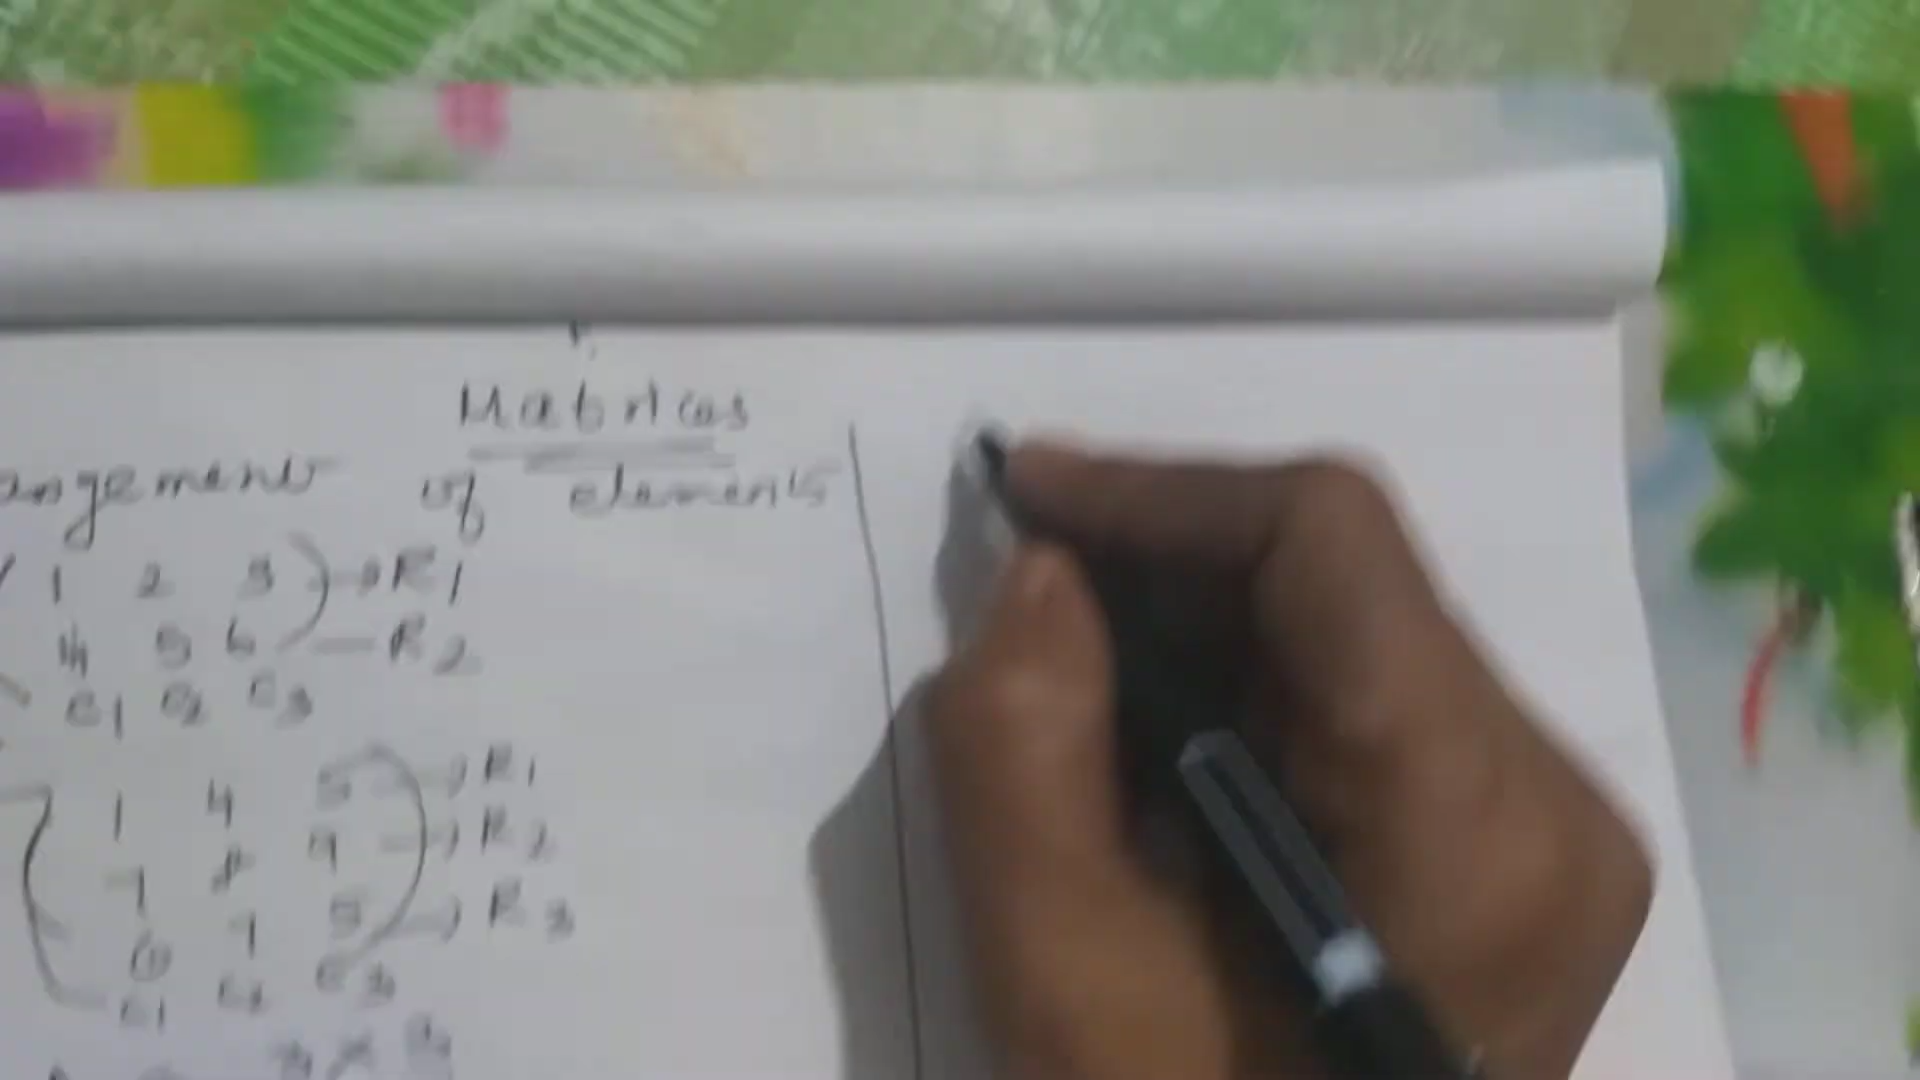 Matrices
angement of elements
1 2 3 → R1
4 5 6 — R2
C1 C2 C3
1 4 5 → R1
7 8 9 → R2
7 5 → R3
C1 C2 C3